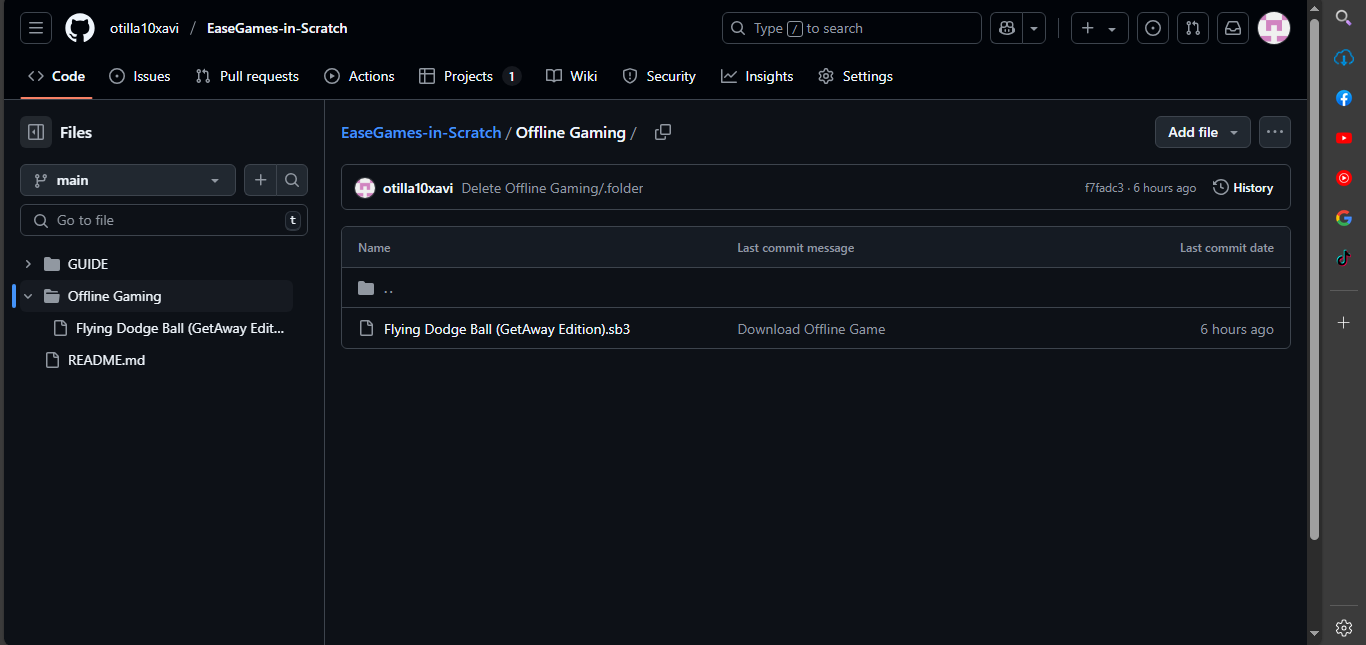 otilla10xavi / EaseGames-in-Scratch
Type / to search
Code
Issues
Pull requests
Actions
Projects 1
Wiki
Security
Insights
Settings
Files
main
Go to file
t
GUIDE
Offline Gaming
Flying Dodge Ball (GetAway Edit...
README.md
EaseGames-in-Scratch / Offline Gaming /
Add file
otilla10xavi Delete Offline Gaming/.folder
f7fadc3 · 6 hours ago
History
Name Last commit message Last commit date
..
Flying Dodge Ball (GetAway Edition).sb3 Download Offline Game 6 hours ago